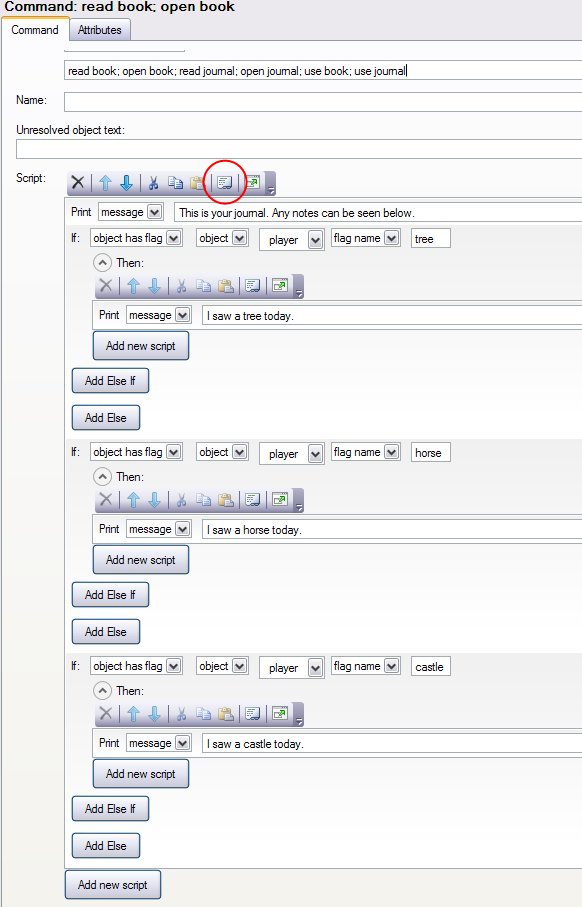 Command: read book; open book
Command Attributes
read book; open book; read journal; open journal; use book; use journal
Name:
Unresolved object text:
Script:
Print message This is your journal. Any notes can be seen below.
If: object has flag object player flag name tree
Then:
Print message I saw a tree today.
Add new script
Add Else If
Add Else
If: object has flag object player flag name horse
Then:
Print message I saw a horse today.
Add new script
Add Else If
Add Else
If: object has flag object player flag name castle
Then:
Print message I saw a castle today.
Add new script
Add Else If
Add Else
Add new script